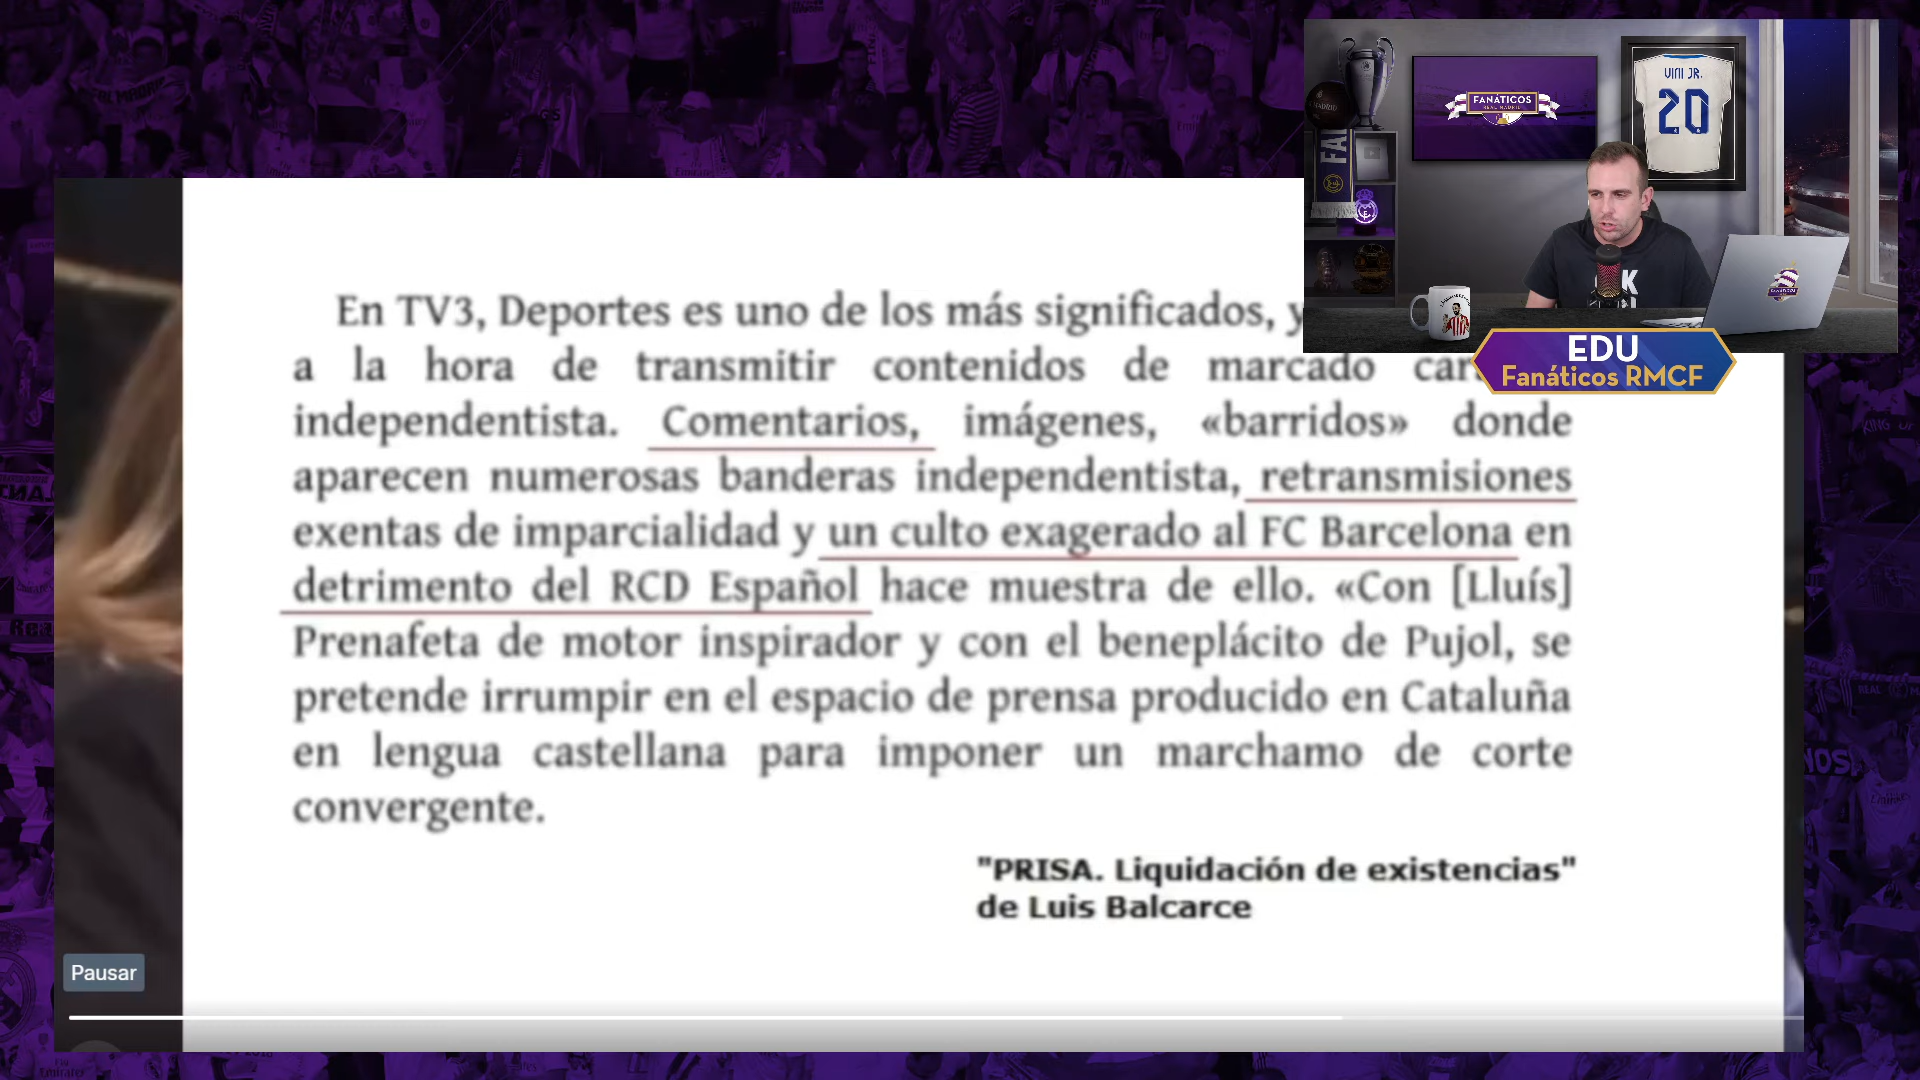 VINI JR.
20
FANÁTICOS
REAL MADRID
FA
EDU
Fanáticos RMCF
En TV3, Deportes es uno de los más significados, y
a la hora de transmitir contenidos de marcado
independentista. Comentarios, imágenes, «barridos» donde
aparecen numerosas banderas independentista, retransmisiones
exentas de imparcialidad y un culto exagerado al FC Barcelona en
detrimento del RCD Español hace muestra de ello. «Con [Lluís]
Prenafeta de motor inspirador y con el beneplácito de Pujol, se
pretende irrumpir en el espacio de prensa producido en Cataluña
en lengua castellana para imponer un marchamo de corte
convergente.
"PRISA. Liquidación de existencias"
de Luis Balcarce
Pausar